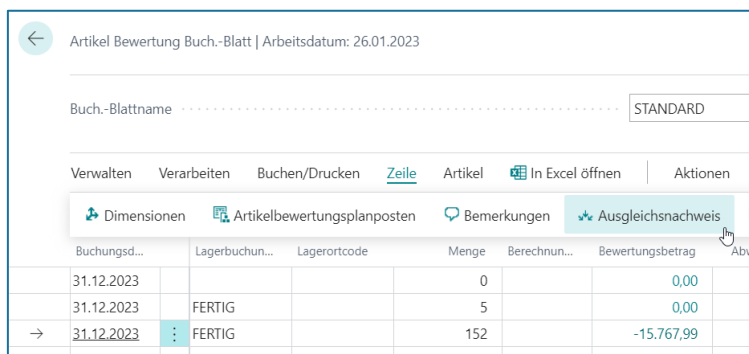 Artikel Bewertung Buch.-Blatt | Arbeitsdatum: 26.01.2023
Buch.-Blattname STANDARD
Verwalten Verarbeiten Buchen/Drucken Zeile Artikel In Excel öffnen Aktionen
Dimensionen Artikelbewertungsplanposten Bemerkungen Ausgleichsnachweis
Buchungsd... Lagerbuchun... Lagerortcode Menge Berechnun... Bewertungsbetrag Abw
31.12.2023 0 0,00
31.12.2023 FERTIG 5 0,00
31.12.2023 FERTIG 152 -15.767,99